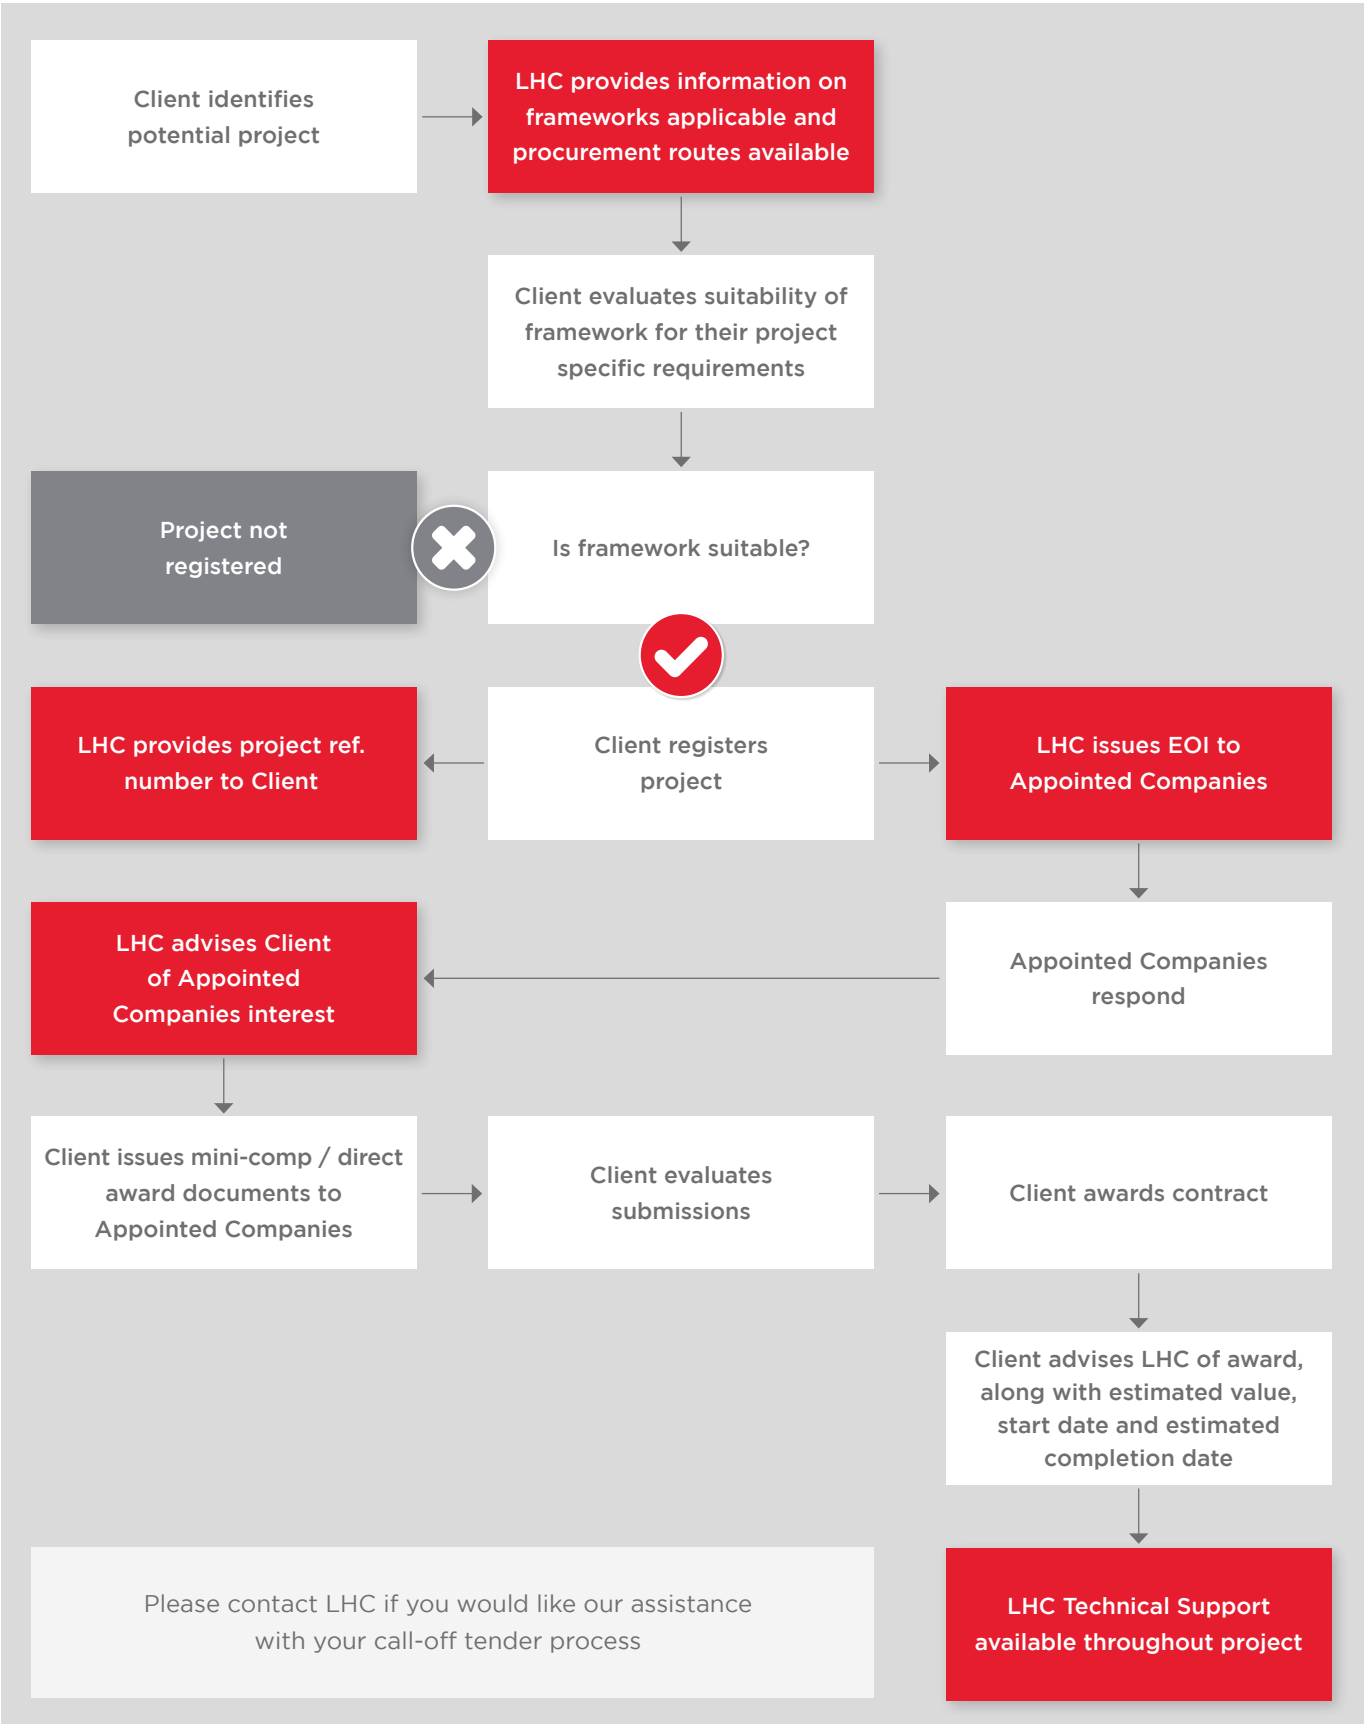 Client identifies
potential project
LHC provides information on
frameworks applicable and
procurement routes available
Client evaluates suitability of
framework for their project
specific requirements
Project not
registered
Is framework suitable?
LHC provides project ref.
number to Client
Client registers
project
LHC issues EOI to
Appointed Companies
LHC advises Client
of Appointed
Companies interest
Appointed Companies
respond
Client issues mini-comp / direct
award documents to
Appointed Companies
Client evaluates
submissions
Client awards contract
Client advises LHC of award,
along with estimated value,
start date and estimated
completion date
Please contact LHC if you would like our assistance
with your call-off tender process
LHC Technical Support
available throughout project